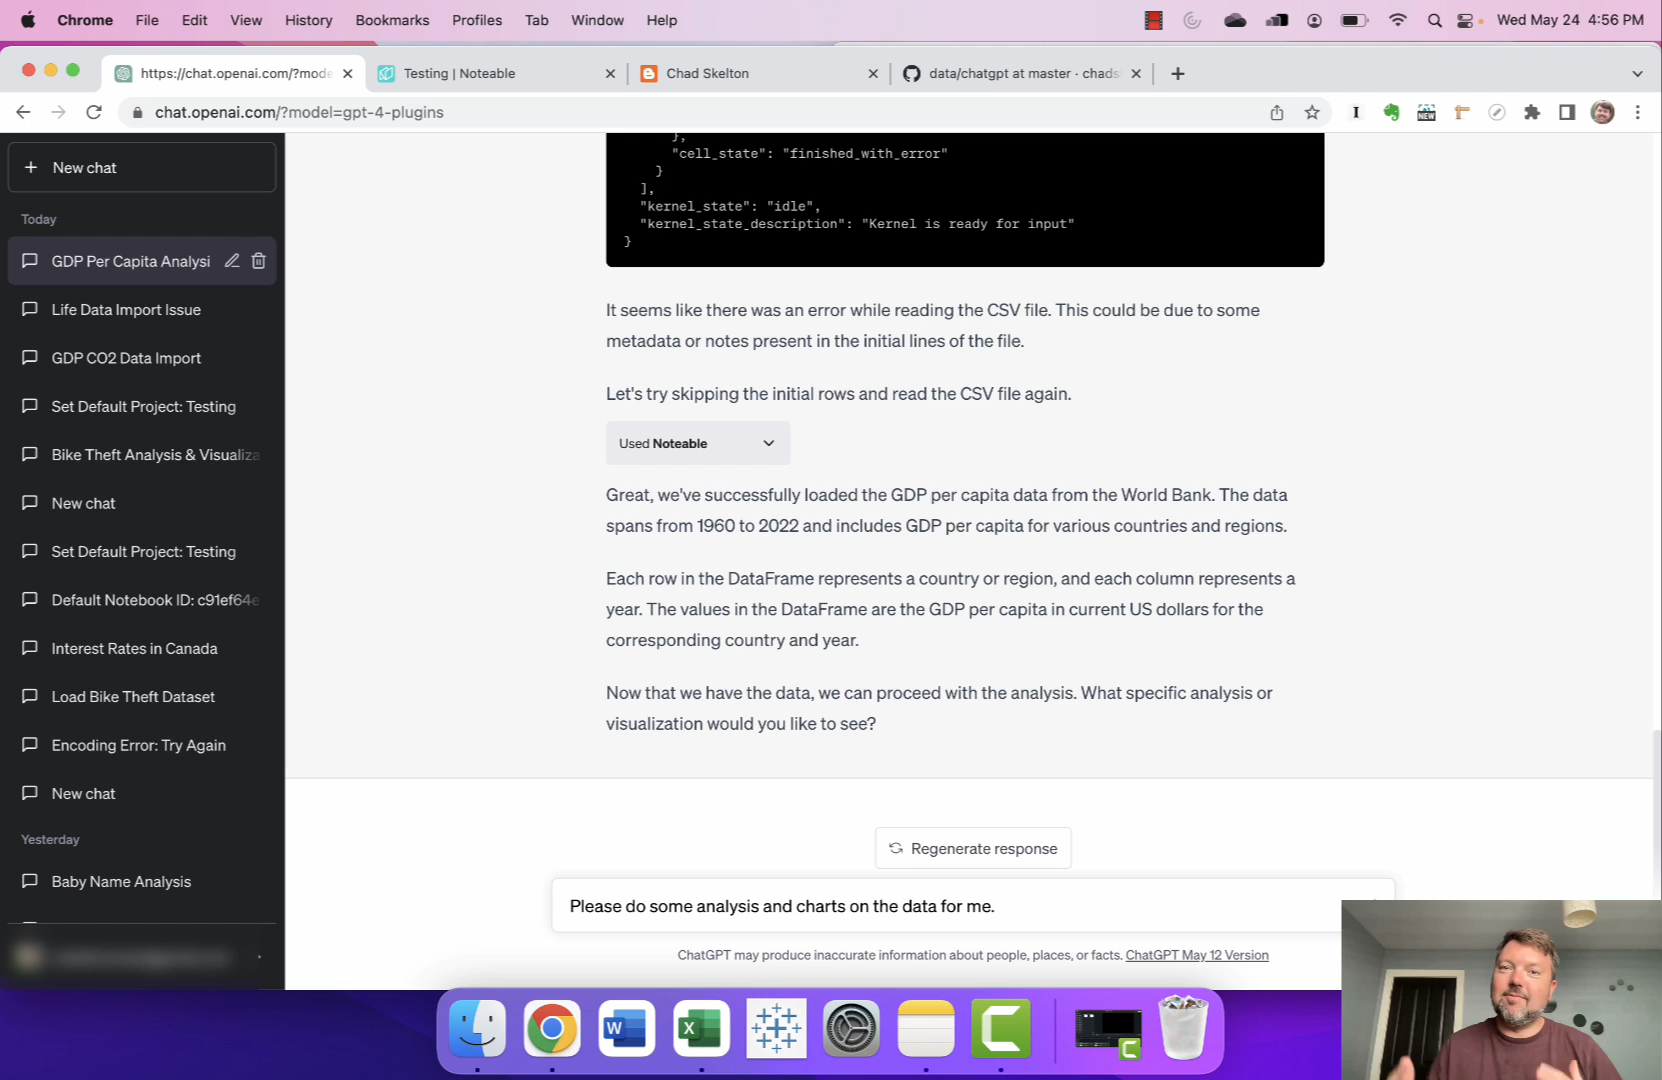 Chrome File Edit View History Bookmarks Profiles Tab Window Help Wed May 24 4:56 PM
https://chat.openai.com/?mode Testing | Noteable Chad Skelton data/chatgpt at master · chads
chat.openai.com/?model=gpt-4-plugins
NEW
New chat
Today
GDP Per Capita Analysi
Life Data Import Issue
GDP CO2 Data Import
Set Default Project: Testing
Bike Theft Analysis & Visualiza
New chat
Set Default Project: Testing
Default Notebook ID: c91ef64e
Interest Rates in Canada
Load Bike Theft Dataset
Encoding Error: Try Again
New chat
Yesterday
Baby Name Analysis
},
"cell_state": "finished_with_error"
}
],
"kernel_state": "idle",
"kernel_state_description": "Kernel is ready for input"
}
It seems like there was an error while reading the CSV file. This could be due to some
metadata or notes present in the initial lines of the file.
Let's try skipping the initial rows and read the CSV file again.
Used Noteable
Great, we've successfully loaded the GDP per capita data from the World Bank. The data
spans from 1960 to 2022 and includes GDP per capita for various countries and regions.
Each row in the DataFrame represents a country or region, and each column represents a
year. The values in the DataFrame are the GDP per capita in current US dollars for the
corresponding country and year.
Now that we have the data, we can proceed with the analysis. What specific analysis or
visualization would you like to see?
Regenerate response
Please do some analysis and charts on the data for me.
ChatGPT may produce inaccurate information about people, places, or facts. ChatGPT May 12 Version
W
X